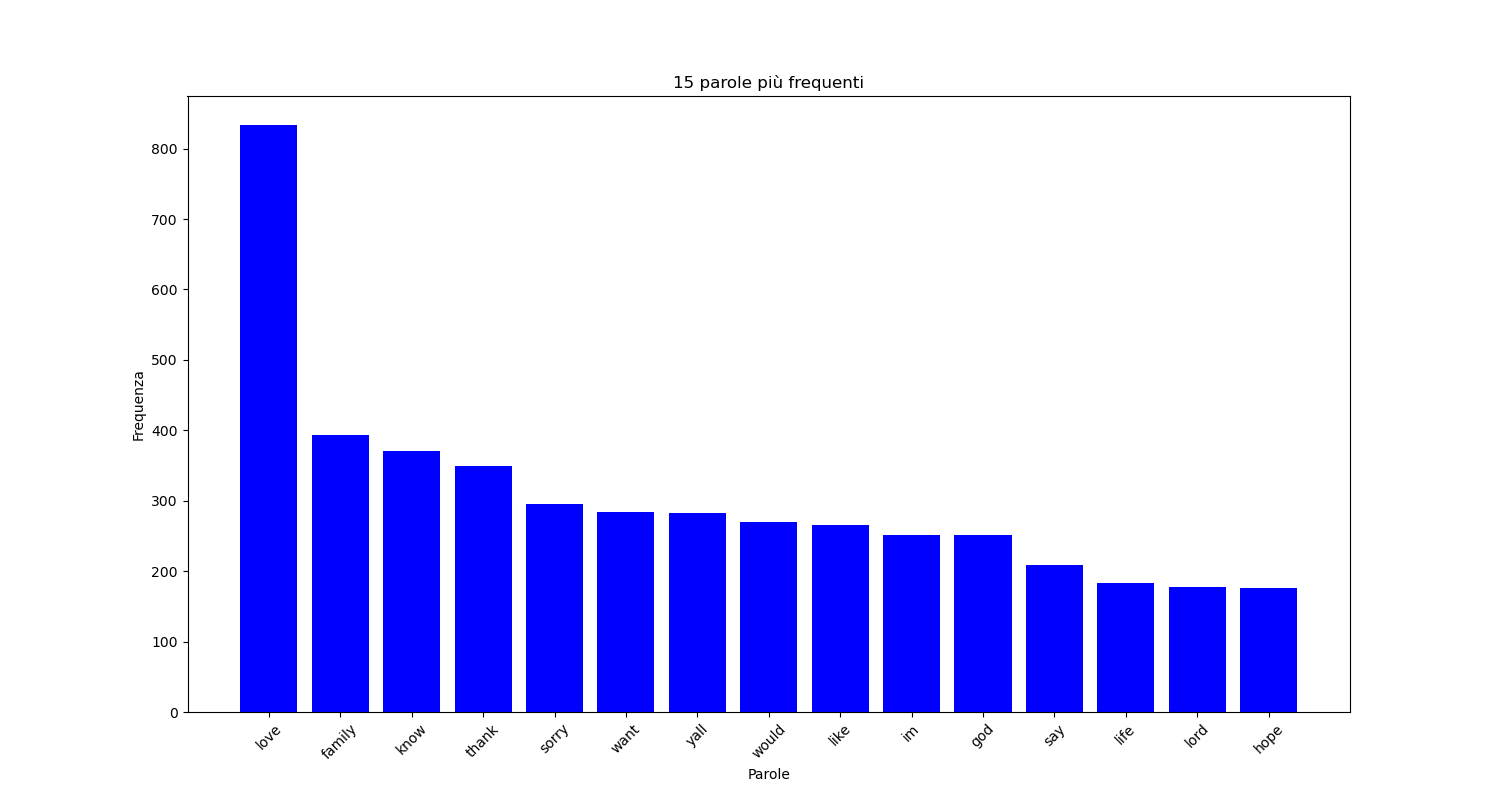 15 parole più frequenti
Frequenza
800
700
600
500
400
300
200
100
0
love family know thank sorry want yall would like im god say life lord hope
Parole